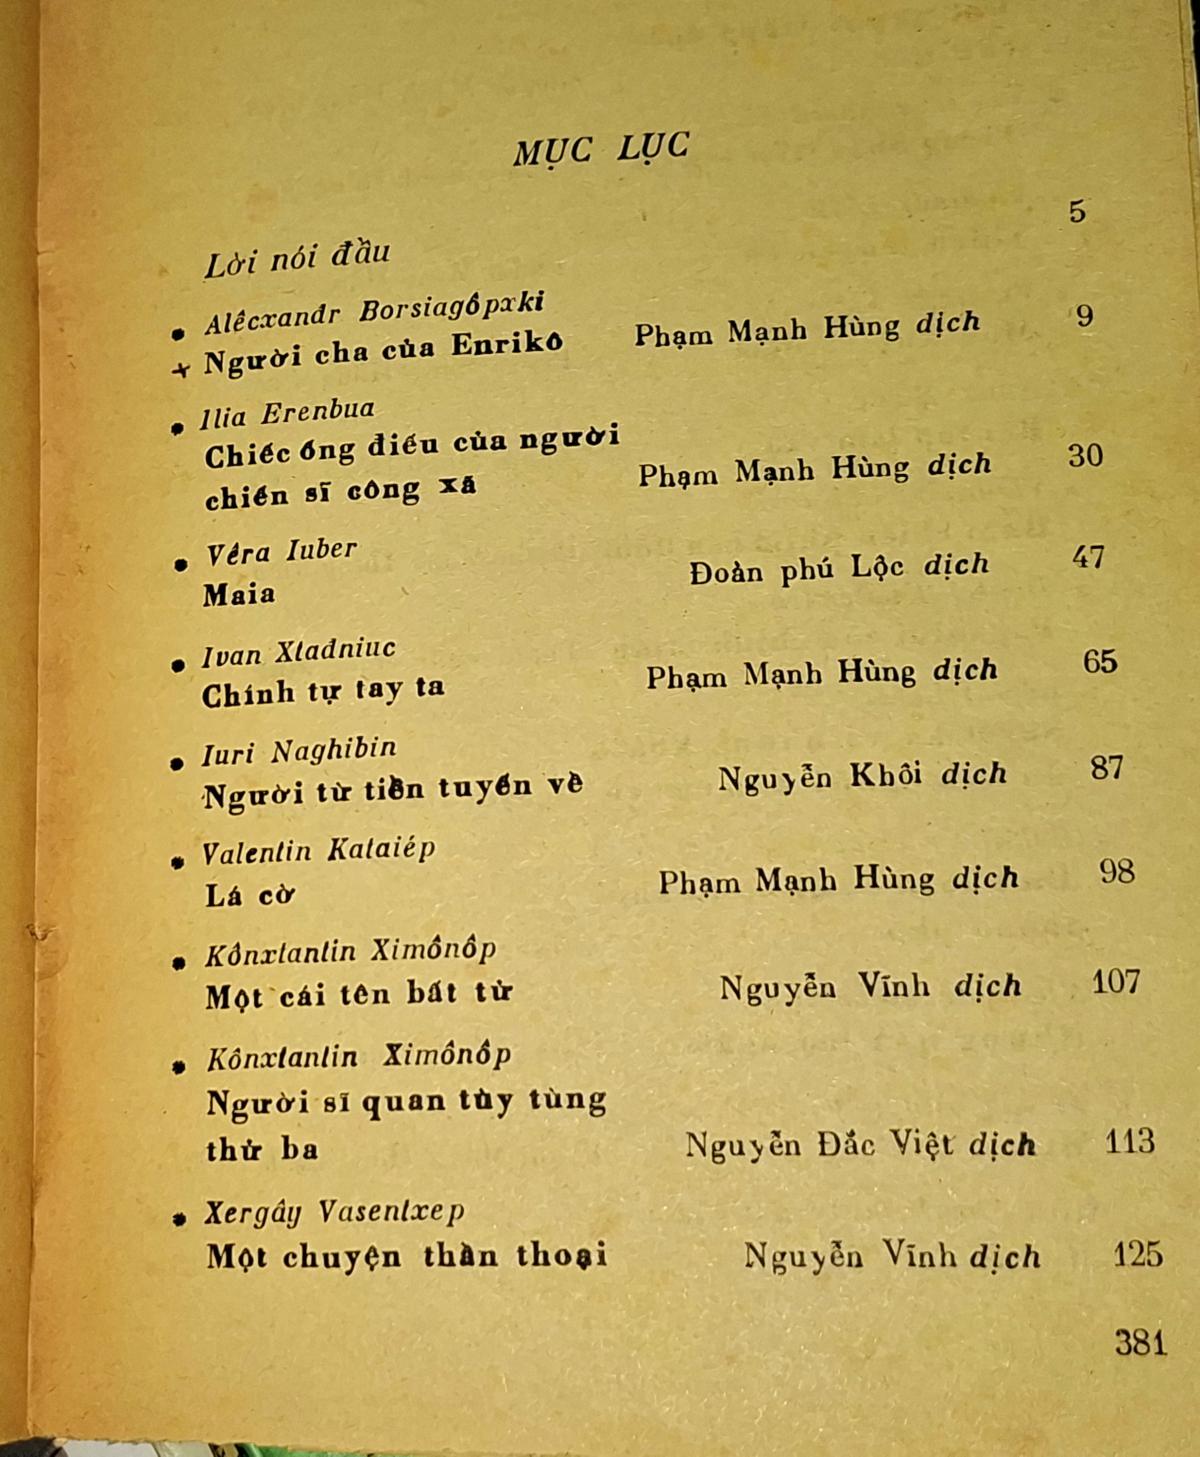 MỤC LỤC
5
Lời nói đầu
• Alêcxanđr Borsiagôpxki
+ Người cha của Enrikô Phạm Mạnh Hùng dịch 9
• Ilia Erenbua
Chiếc ống điếu của người
chiến sĩ công xã Phạm Mạnh Hùng dịch 30
• Vêra Iuber
Maia Đoàn phú Lộc dịch 47
• Ivan Xtađniuc
Chính tự tay ta Phạm Mạnh Hùng dịch 65
• Iuri Naghibin
Người từ tiền tuyến về Nguyễn Khôi dịch 87
• Valentin Kataiép
Lá cờ Phạm Mạnh Hùng dịch 98
• Kônxtantin Ximônôp
Một cái tên bất tử Nguyễn Vĩnh dịch 107
• Kônxtantin Ximônôp
Người sĩ quan tùy tùng
thứ ba Nguyễn Đắc Việt dịch 113
• Xergây Vasentxep
Một chuyện thần thoại Nguyễn Vĩnh dịch 125
381